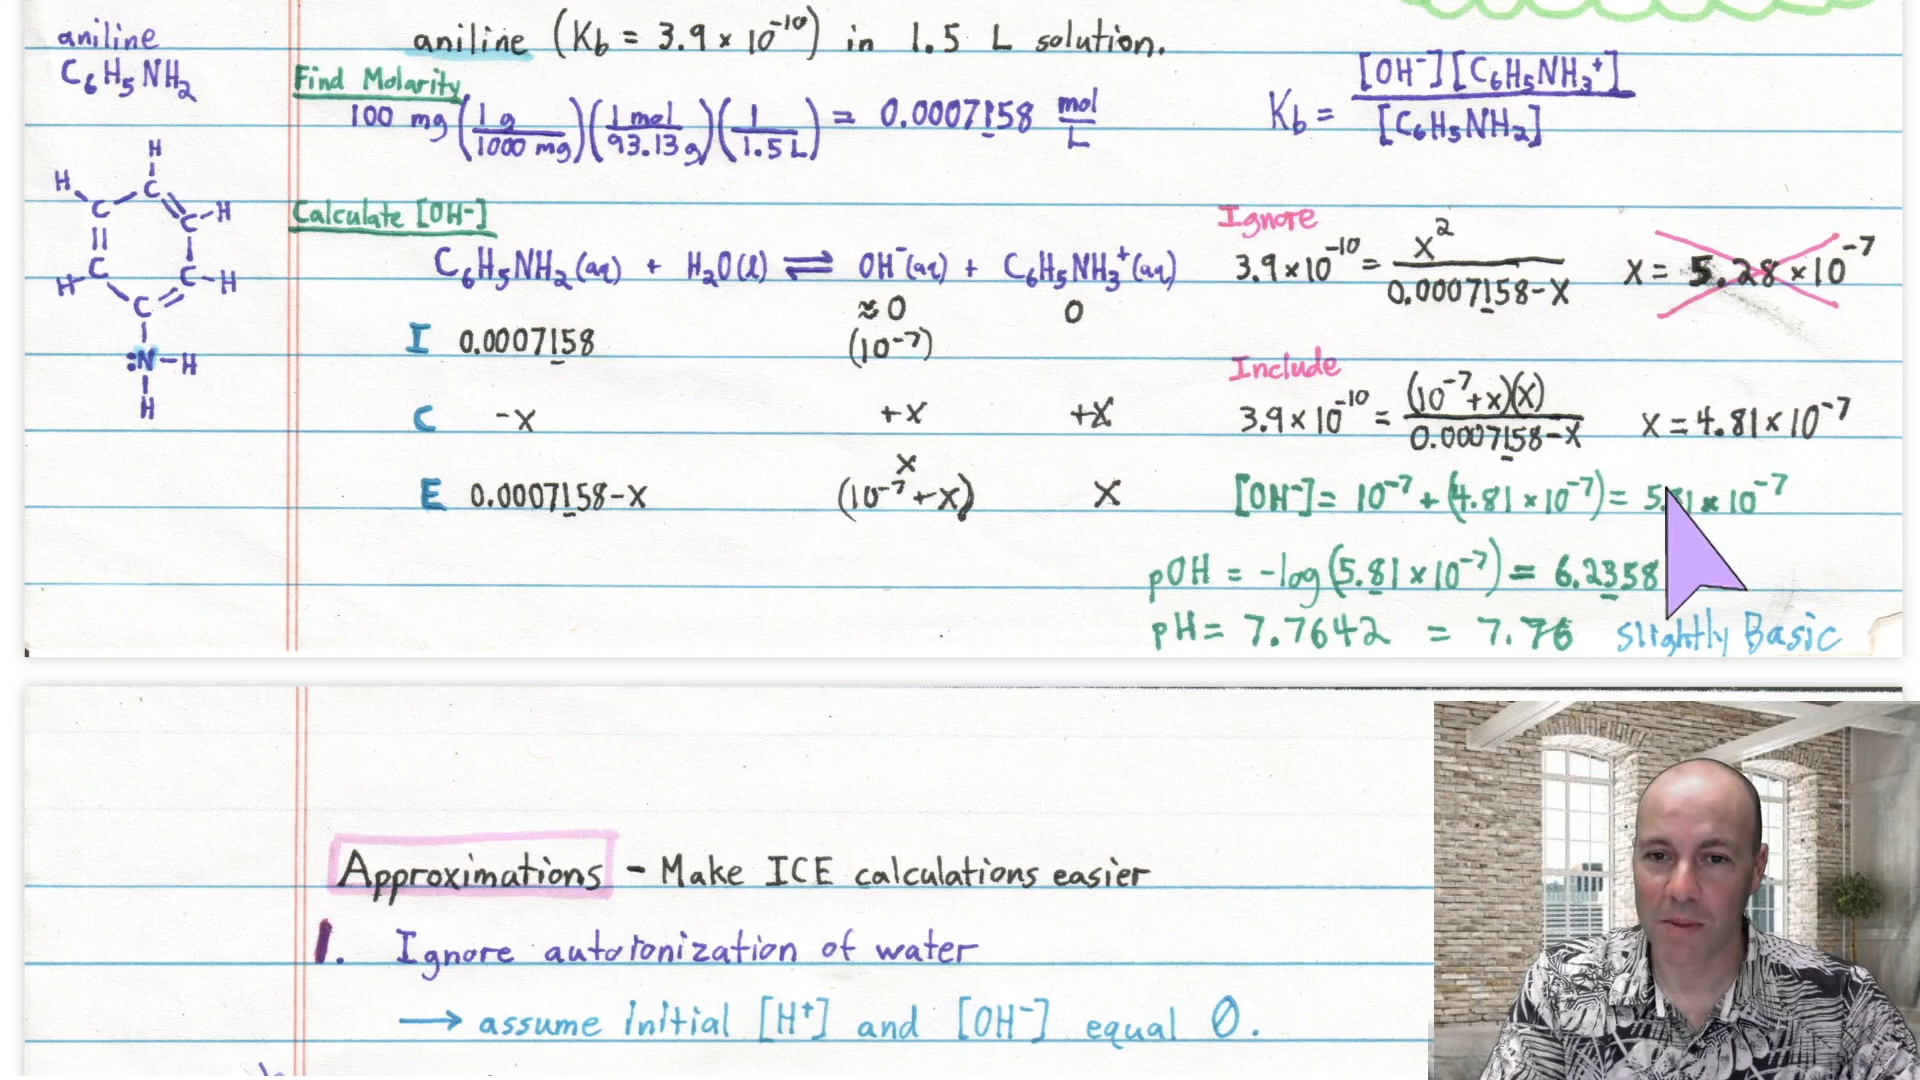 aniline
C₆H₅NH₂
H
H C C H
C C H
H C
:N-H
H
aniline (Kb = 3.9 × 10⁻¹⁰) in 1.5 L solution.
Find Molarity
100 mg (1 g / 1000 mg)(1 mol / 93.13 g)(1 / 1.5 L) = 0.0007158 mol/L
Kb = [OH⁻][C₆H₅NH₃⁺] / [C₆H₅NH₂]
Calculate [OH-]
C₆H₅NH₂(aq) + H₂O(l) ⇌ OH⁻(aq) + C₆H₅NH₃⁺(aq)
≈0 0
I 0.0007158 (10⁻⁷)
C -x +x +x
x
E 0.0007158-x (10⁻⁷+x) x
Ignore
3.9×10⁻¹⁰ = x² / 0.0007158-x x = 5.28 ×10⁻⁷
Include
3.9×10⁻¹⁰ = (10⁻⁷+x)(x) / 0.0007158-x x = 4.81×10⁻⁷
[OH⁻] = 10⁻⁷ + (4.81 ×10⁻⁷) = 5.81×10⁻⁷
pOH = -log(5.81×10⁻⁷) = 6.2358
pH = 7.7642 = 7.76 Slightly Basic
Approximations - Make ICE calculations easier
1. Ignore autoionization of water
→ assume initial [H⁺] and [OH⁻] equal 0.